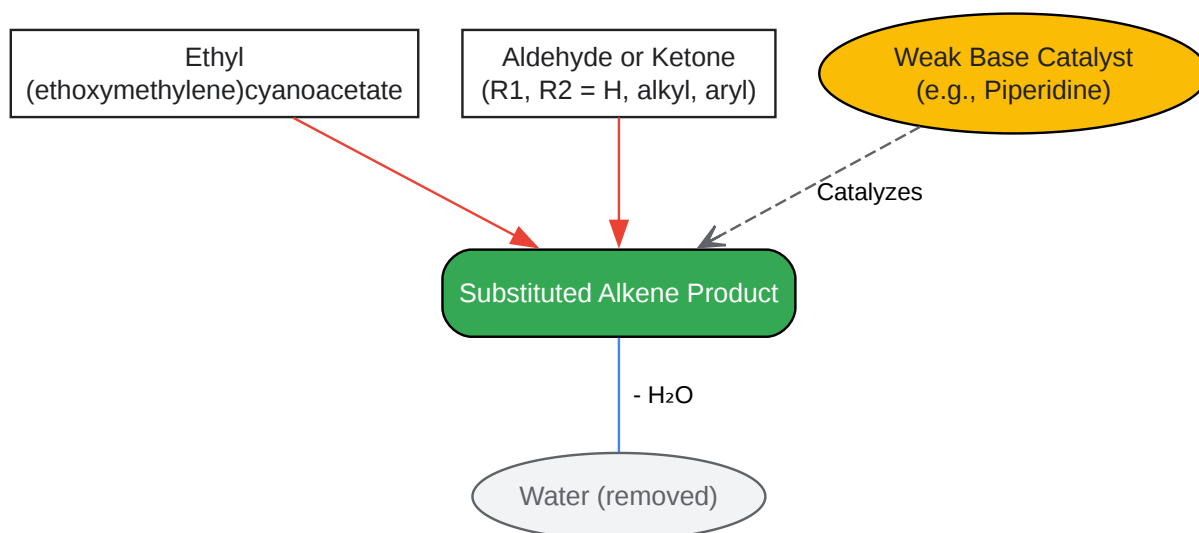 Ethyl
(ethoxymethylene)cyanoacetate
Aldehyde or Ketone
(R1, R2 = H, alkyl, aryl)
Weak Base Catalyst
(e.g., Piperidine)
Catalyzes
Substituted Alkene Product
- H₂O
Water (removed)